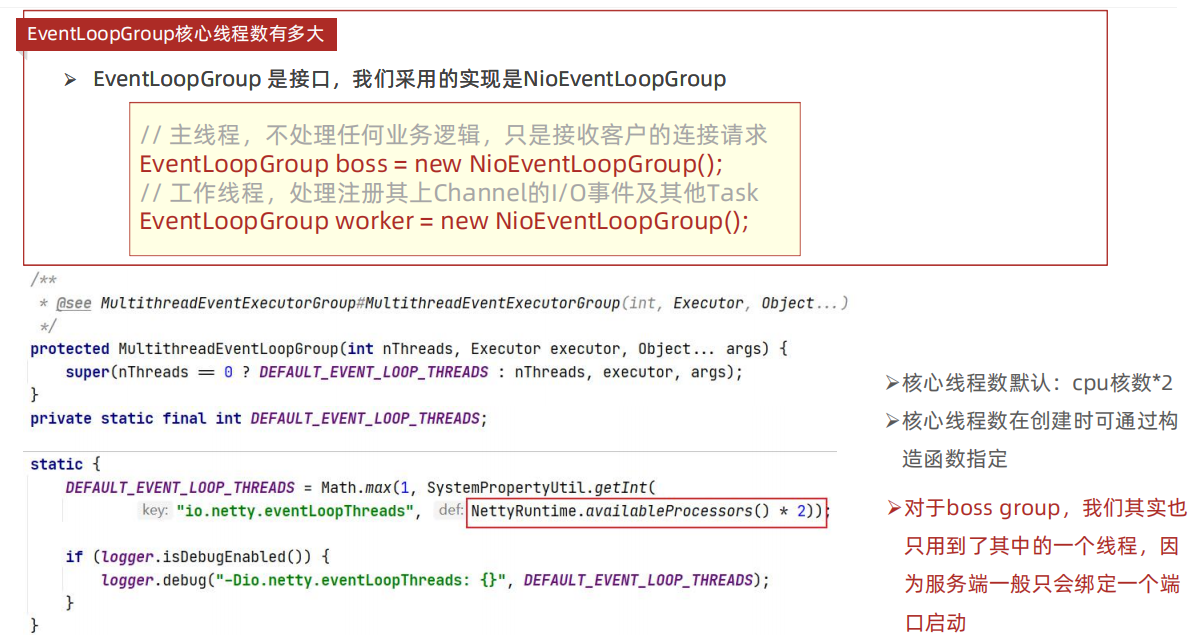 EventLoopGroup核心线程数有多大
➢ EventLoopGroup 是接口，我们采用的实现是NioEventLoopGroup
// 主线程，不处理任何业务逻辑，只是接收客户的连接请求
EventLoopGroup boss = new NioEventLoopGroup();
// 工作线程，处理注册其上Channel的I/O事件及其他Task
EventLoopGroup worker = new NioEventLoopGroup();
/**
 * @see MultithreadEventExecutorGroup#MultithreadEventExecutorGroup(int, Executor, Object...)
 */
protected MultithreadEventLoopGroup(int nThreads, Executor executor, Object... args) {
    super(nThreads == 0 ? DEFAULT_EVENT_LOOP_THREADS : nThreads, executor, args);
}
private static final int DEFAULT_EVENT_LOOP_THREADS;
static {
    DEFAULT_EVENT_LOOP_THREADS = Math.max(1, SystemPropertyUtil.getInt(
            key: "io.netty.eventLoopThreads", def: NettyRuntime.availableProcessors() * 2));
    if (logger.isDebugEnabled()) {
        logger.debug("-Dio.netty.eventLoopThreads: {}", DEFAULT_EVENT_LOOP_THREADS);
    }
}
➢核心线程数默认：cpu核数*2
➢核心线程数在创建时可通过构
造函数指定
➢对于boss group，我们其实也
只用到了其中的一个线程，因
为服务端一般只会绑定一个端
口启动